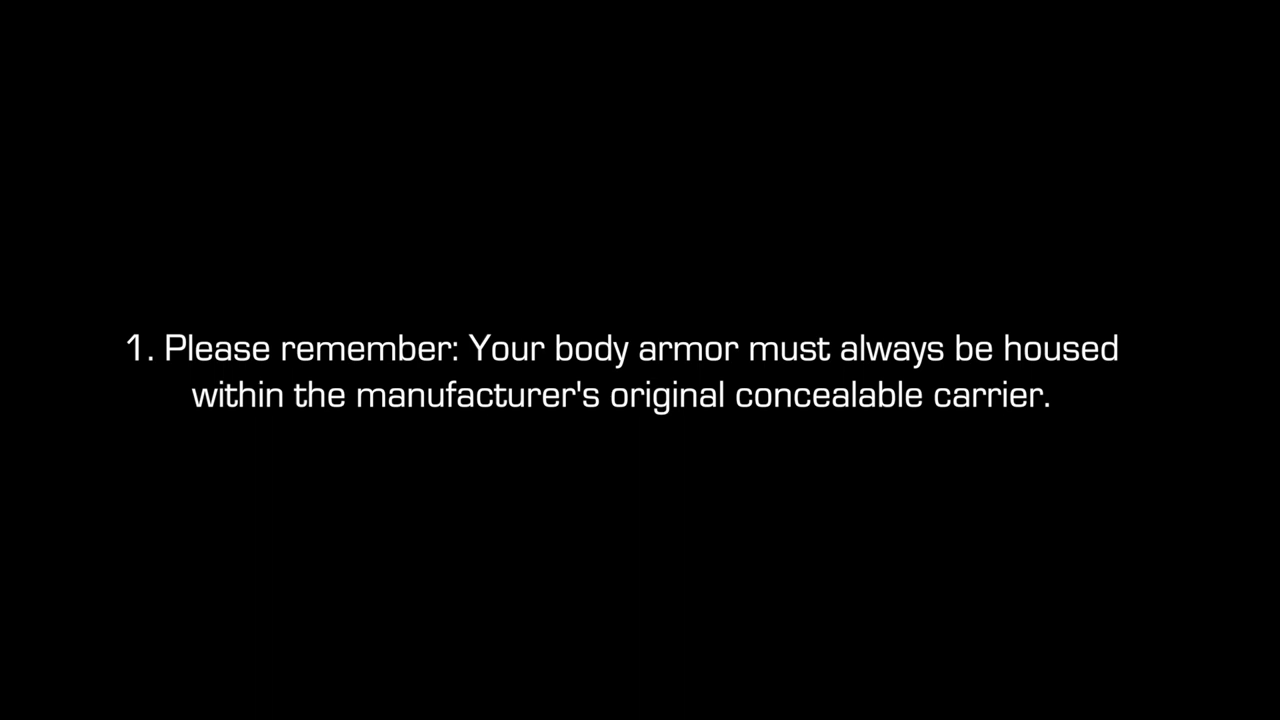 1. Please remember: Your body armor must always be housed
within the manufacturer's original concealable carrier.